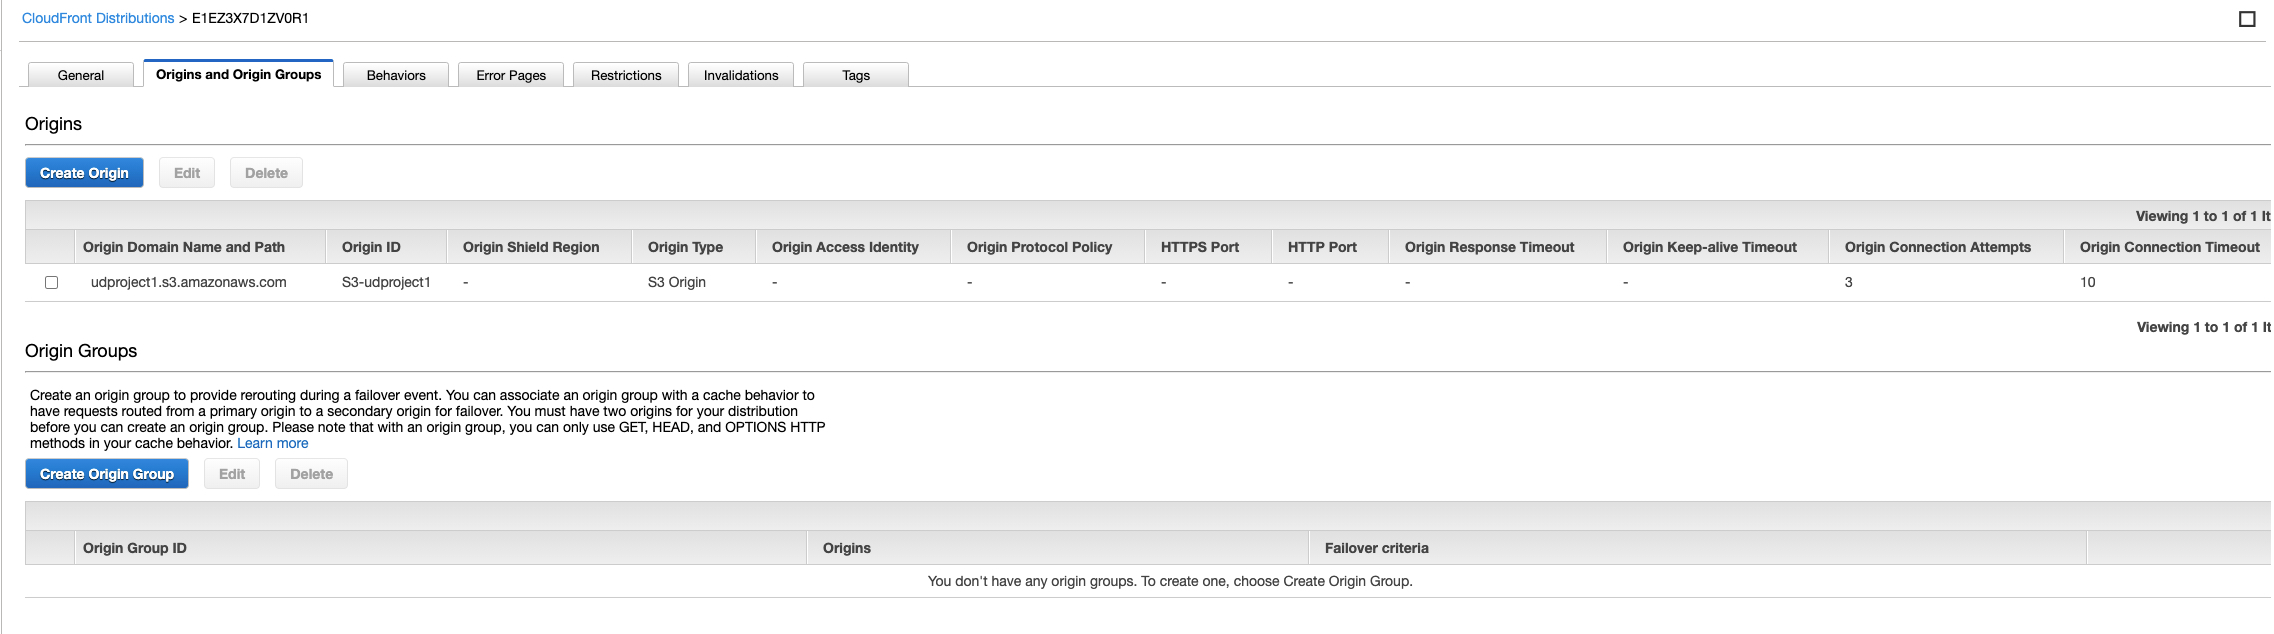 CloudFront Distributions > E1EZ3X7D1ZV0R1
General Origins and Origin Groups Behaviors Error Pages Restrictions Invalidations Tags
Origins
Create Origin Edit Delete
Viewing 1 to 1 of 1 It
Origin Domain Name and Path Origin ID Origin Shield Region Origin Type Origin Access Identity Origin Protocol Policy HTTPS Port HTTP Port Origin Response Timeout Origin Keep-alive Timeout Origin Connection Attempts Origin Connection Timeout
udproject1.s3.amazonaws.com S3-udproject1 - S3 Origin - - - - - - 3 10
Viewing 1 to 1 of 1 It
Origin Groups
Create an origin group to provide rerouting during a failover event. You can associate an origin group with a cache behavior to
have requests routed from a primary origin to a secondary origin for failover. You must have two origins for your distribution
before you can create an origin group. Please note that with an origin group, you can only use GET, HEAD, and OPTIONS HTTP
methods in your cache behavior. Learn more
Create Origin Group Edit Delete
Origin Group ID Origins Failover criteria
You don't have any origin groups. To create one, choose Create Origin Group.